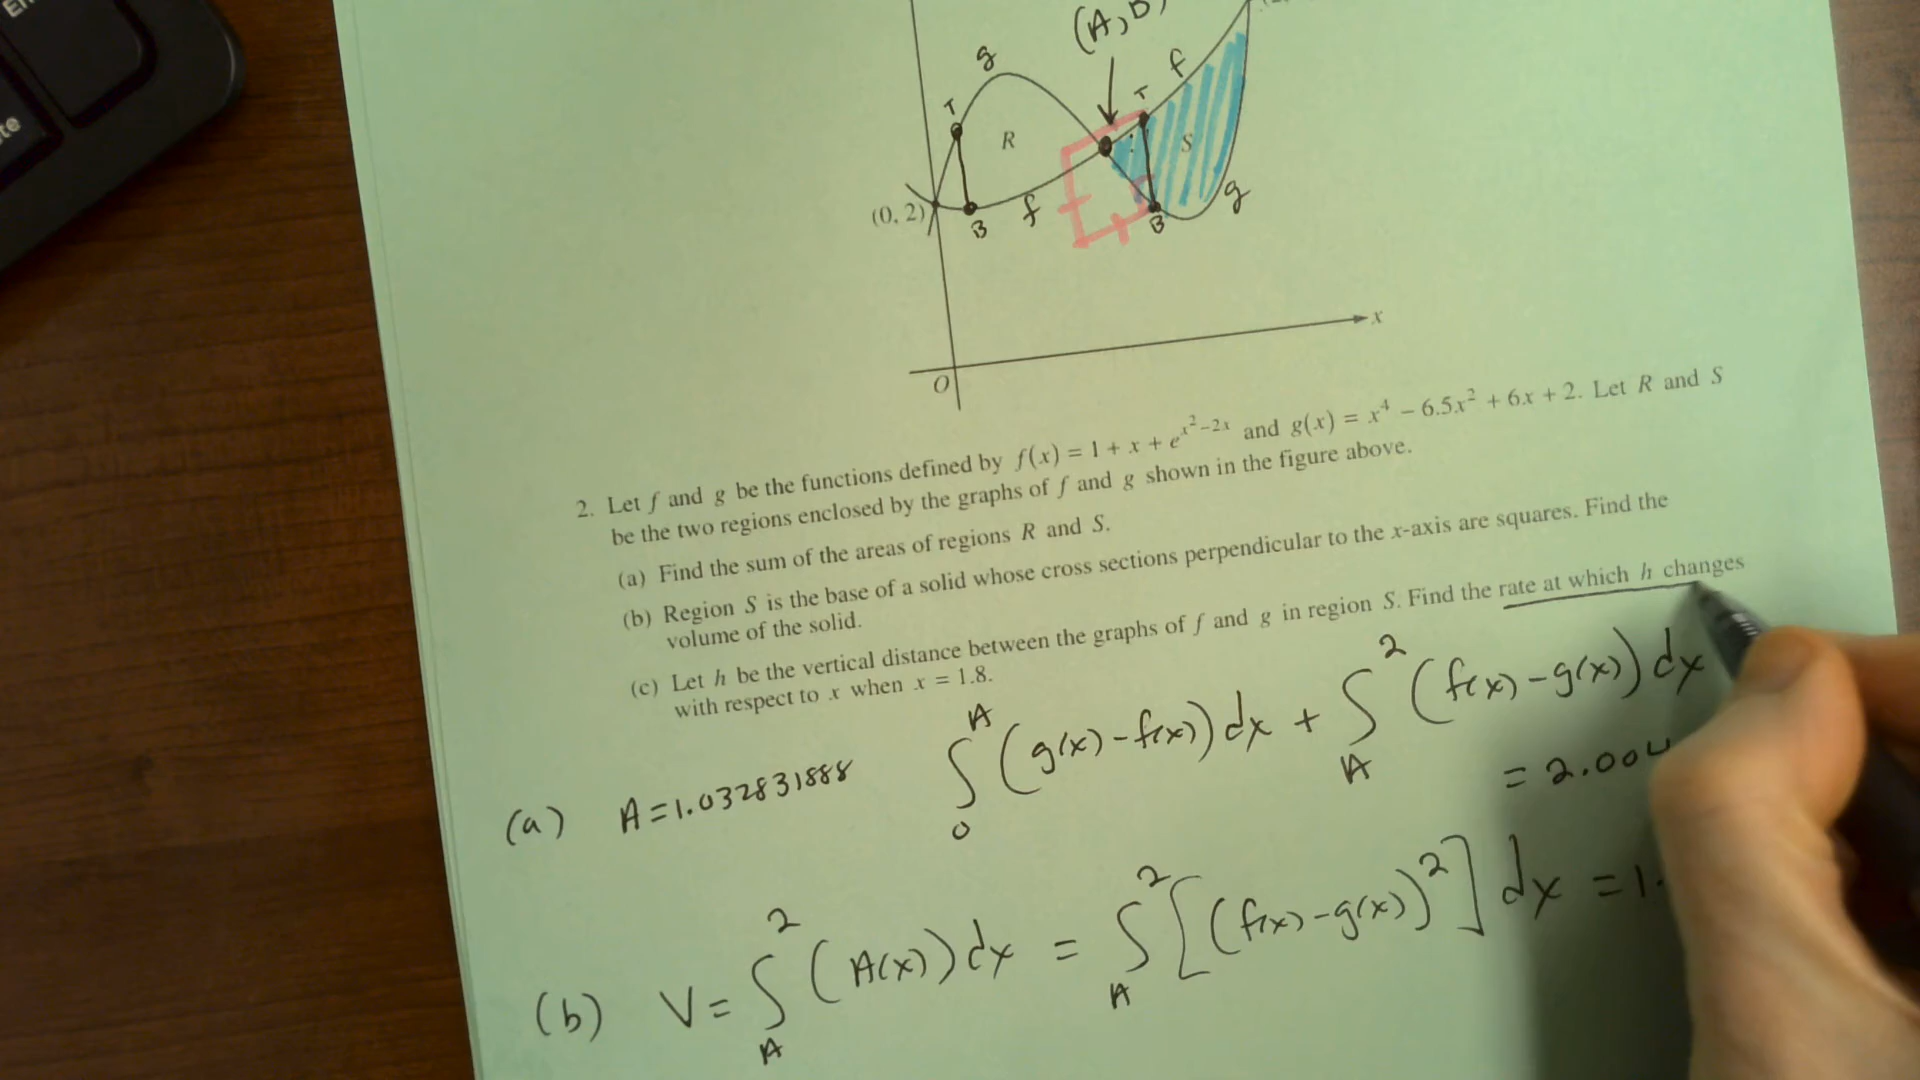 (A,
g
f
T
T
R
S
(0, 2)
f
B
B
g
x
O
2. Let f and g be the functions defined by f(x) = 1 + x + e^{x^2−2x} and g(x) = x^4 − 6.5x^2 + 6x + 2. Let R and S
be the two regions enclosed by the graphs of f and g shown in the figure above.
(a) Find the sum of the areas of regions R and S.
(b) Region S is the base of a solid whose cross sections perpendicular to the x-axis are squares. Find the
volume of the solid.
(c) Let h be the vertical distance between the graphs of f and g in region S. Find the rate at which h changes
with respect to x when x = 1.8.
(a) A=1.032831888 ∫_0^A (g(x)-f(x))dx + ∫_A^2 (f(x)-g(x))dx
= 2.00
(b) V= ∫_A^2 (A(x))dx = ∫_A^2 [(f(x)-g(x))^2] dx =1.